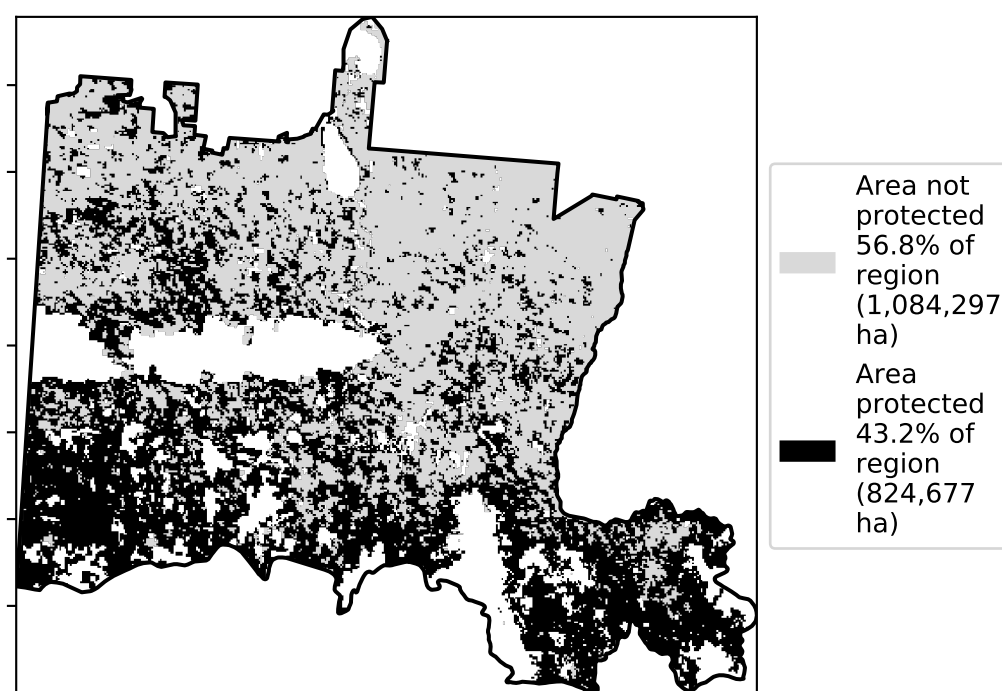 Area not
protected
56.8% of
region
(1,084,297
ha)
Area
protected
43.2% of
region
(824,677
ha)